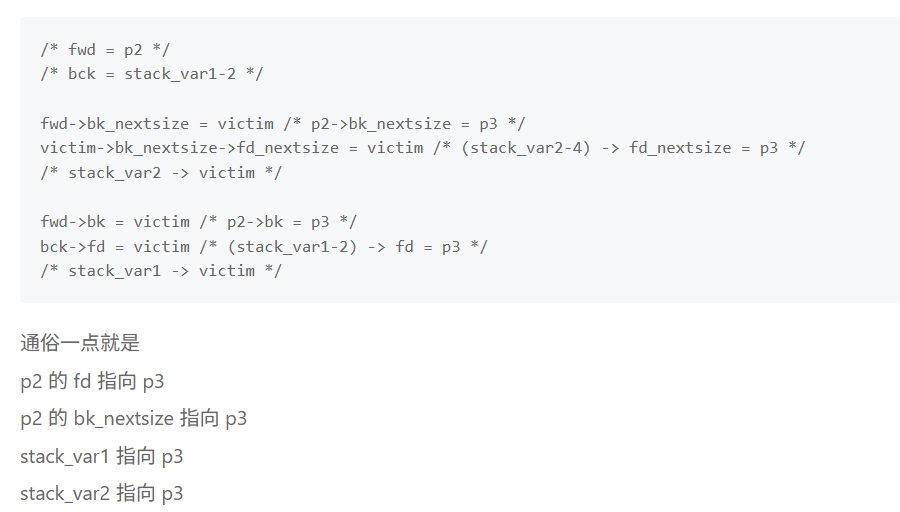 /* fwd = p2 */
/* bck = stack_var1-2 */
fwd->bk_nextsize = victim /* p2->bk_nextsize = p3 */
victim->bk_nextsize->fd_nextsize = victim /* (stack_var2-4) -> fd_nextsize = p3 */
/* stack_var2 -> victim */
fwd->bk = victim /* p2->bk = p3 */
bck->fd = victim /* (stack_var1-2) -> fd = p3 */
/* stack_var1 -> victim */
通俗一点就是
p2 的 fd 指向 p3
p2 的 bk_nextsize 指向 p3
stack_var1 指向 p3
stack_var2 指向 p3